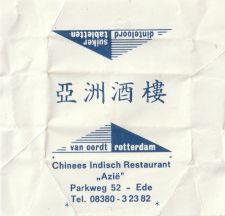 suiker
tabletten
dinteloord
亞洲酒樓
van oordt rotterdam
Chinees Indisch Restaurant
„Azië"
Parkweg 52 - Ede
* Tel. 08380 - 3 23 82 *